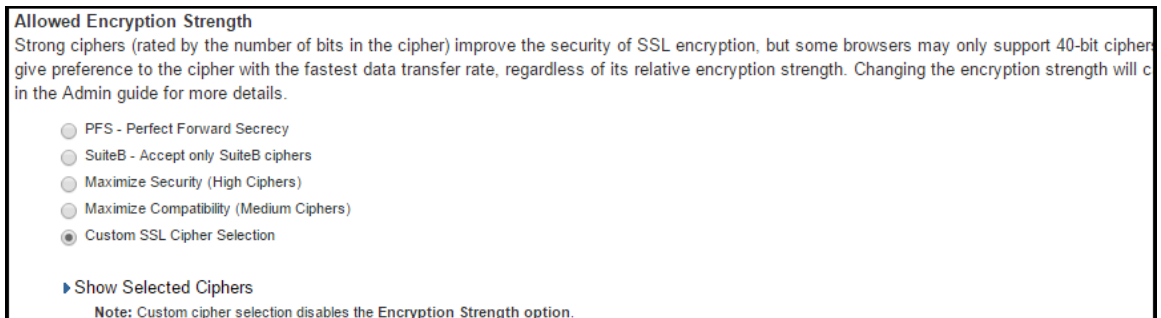 Allowed Encryption Strength
Strong ciphers (rated by the number of bits in the cipher) improve the security of SSL encryption, but some browsers may only support 40-bit ciphers
give preference to the cipher with the fastest data transfer rate, regardless of its relative encryption strength. Changing the encryption strength will c
in the Admin guide for more details.
PFS - Perfect Forward Secrecy
SuiteB - Accept only SuiteB ciphers
Maximize Security (High Ciphers)
Maximize Compatibility (Medium Ciphers)
Custom SSL Cipher Selection
Show Selected Ciphers
Note: Custom cipher selection disables the Encryption Strength option.